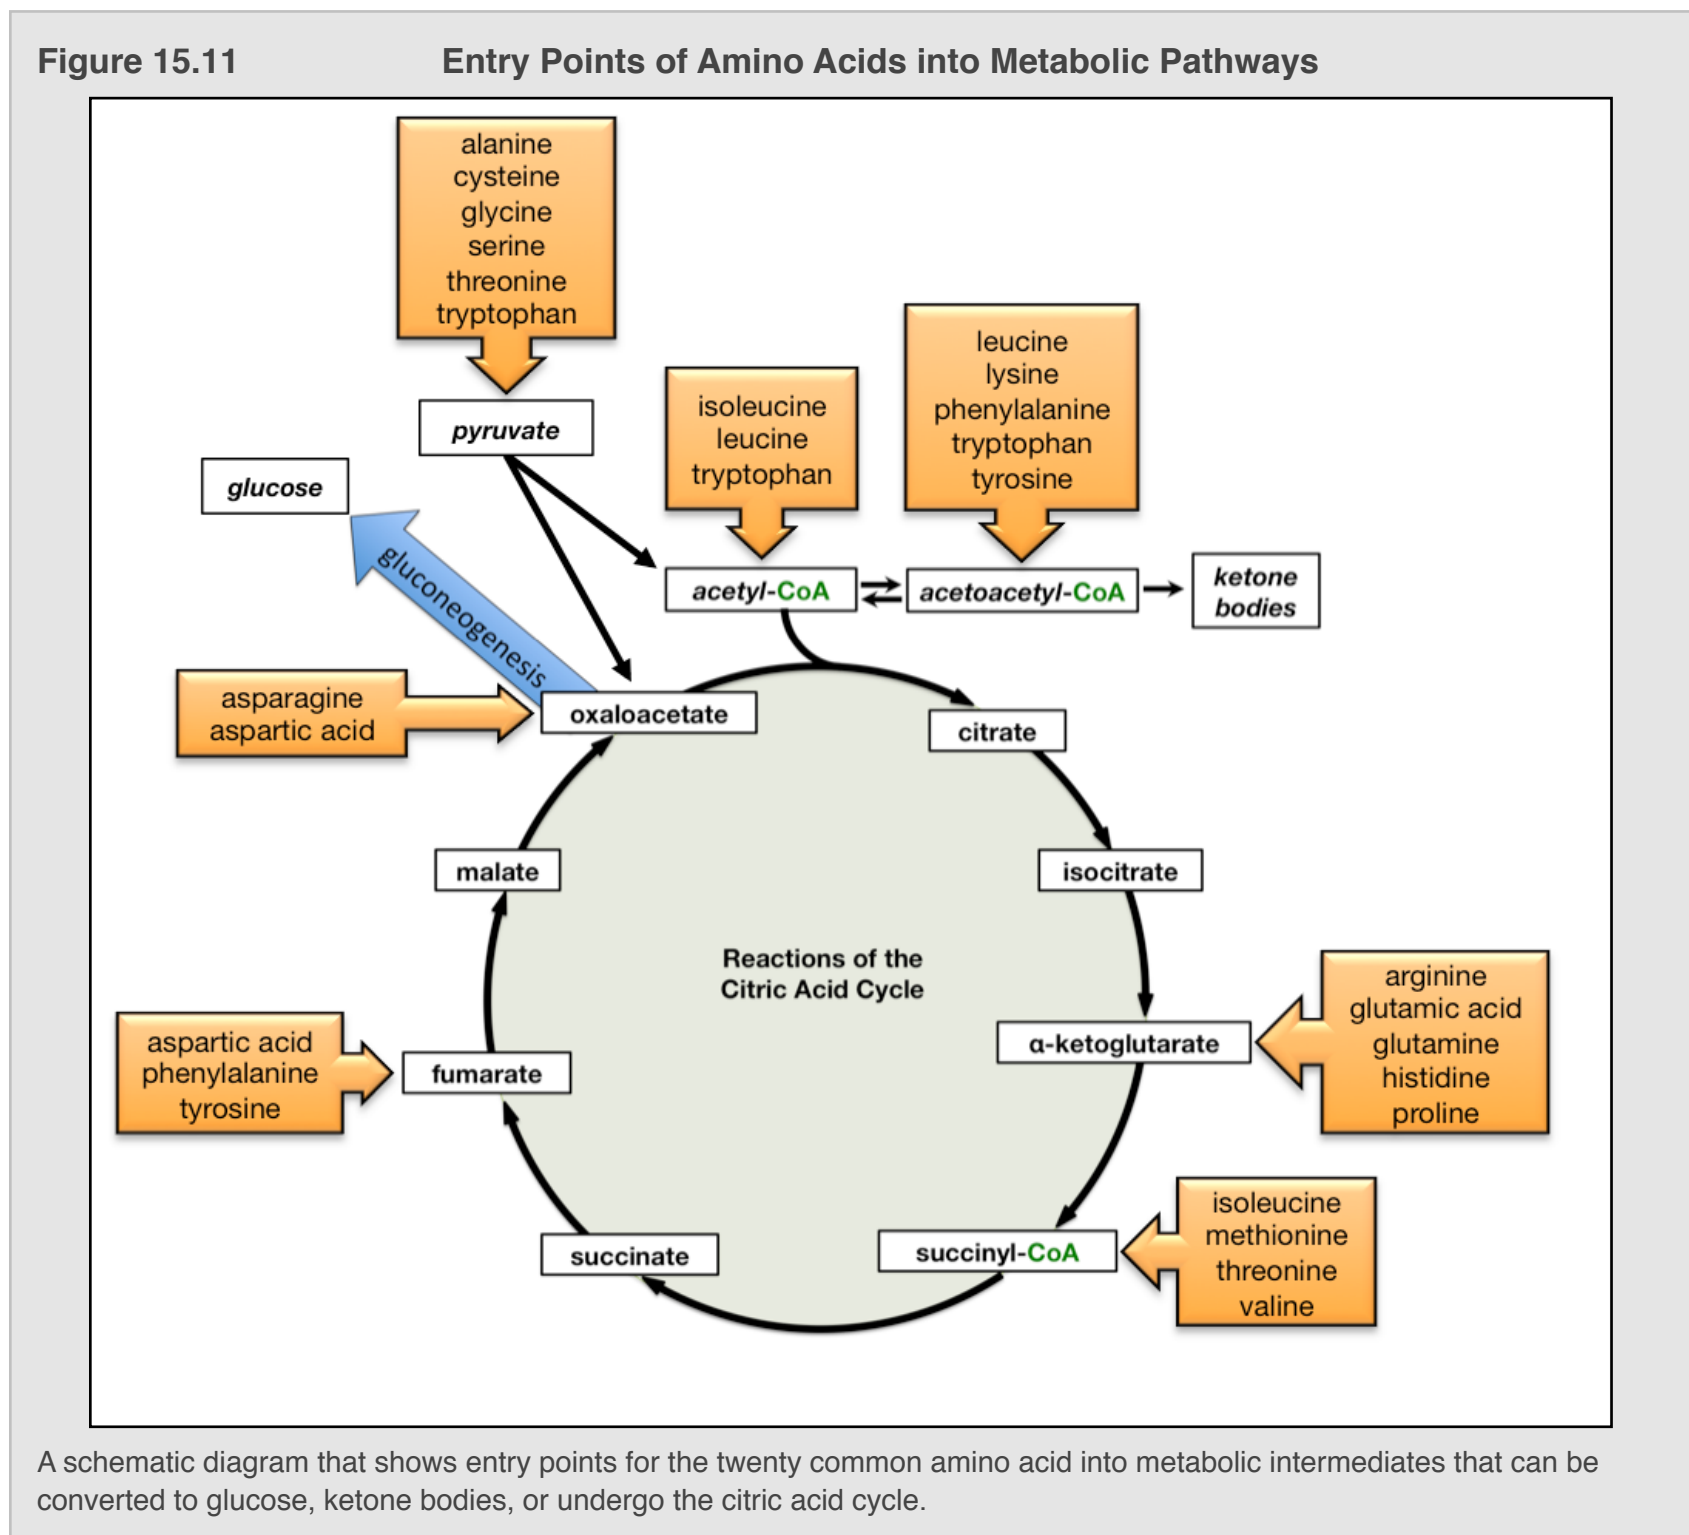 Figure 15.11
Entry Points of Amino Acids into Metabolic Pathways
alanine
cysteine
glycine
serine
threonine
tryptophan
pyruvate
glucose
gluconeogenesis
isoleucine
leucine
tryptophan
leucine
lysine
phenylalanine
tryptophan
tyrosine
acetyl-CoA
acetoacetyl-CoA
ketone
bodies
asparagine
aspartic acid
oxaloacetate
citrate
malate
isocitrate
Reactions of the
Citric Acid Cycle
arginine
glutamic acid
glutamine
histidine
proline
α-ketoglutarate
aspartic acid
phenylalanine
tyrosine
fumarate
isoleucine
methionine
threonine
valine
succinyl-CoA
succinate
A schematic diagram that shows entry points for the twenty common amino acid into metabolic intermediates that can be
converted to glucose, ketone bodies, or undergo the citric acid cycle.